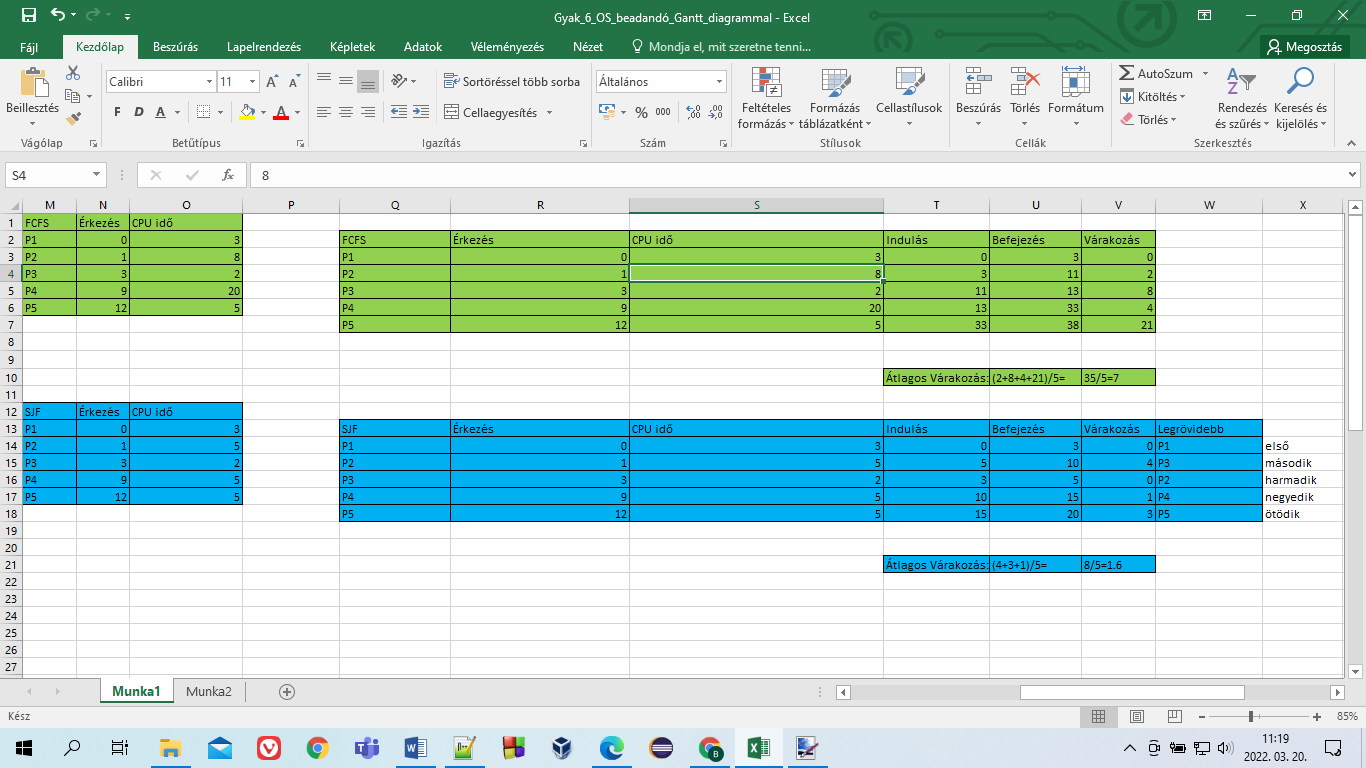 Gyak_6_OS_beadandó_Gantt_diagrammal - Excel
Fájl Kezdőlap Beszúrás Lapelrendezés Képletek Adatok Véleményezés Nézet Mondja el, mit szeretne tenni... Megosztás
Beillesztés
Vágólap
Calibri 11
F D A A
Betűtípus
Sortöréssel több sorba
Cellaegyesítés
Igazítás
Általános
% 000
Szám
Feltételes formázás
Formázás táblázatként
Cellastílusok
Stílusok
Beszúrás Törlés Formátum
Cellák
AutoSzum
Kitöltés
Törlés
Rendezés és szűrés
Keresés és kijelölés
Szerkesztés
S4 fx 8
M N O P Q R S T U V W X
1 FCFS Érkezés CPU idő
2 P1 0 3 FCFS Érkezés CPU idő Indulás Befejezés Várakozás
3 P2 1 8 P1 0 3 0 3 0
4 P3 3 2 P2 1 8 3 11 2
5 P4 9 20 P3 3 2 11 13 8
6 P5 12 5 P4 9 20 13 33 4
7 P5 12 5 33 38 21
8
9
10 Átlagos Várakozás: (2+8+4+21)/5= 35/5=7
11
12 SJF Érkezés CPU idő
13 P1 0 3 SJF Érkezés CPU idő Indulás Befejezés Várakozás Legrövidebb
14 P2 1 5 P1 0 3 0 3 0 P1 első
15 P3 3 2 P2 1 5 5 10 4 P3 második
16 P4 9 5 P3 3 2 3 5 0 P2 harmadik
17 P5 12 5 P4 9 5 10 15 1 P4 negyedik
18 P5 12 5 15 20 3 P5 ötödik
19
20
21 Átlagos Várakozás: (4+3+1)/5= 8/5=1.6
22
23
24
25
26
27
Munka1 Munka2
Kész 85%
11:19
2022. 03. 20.